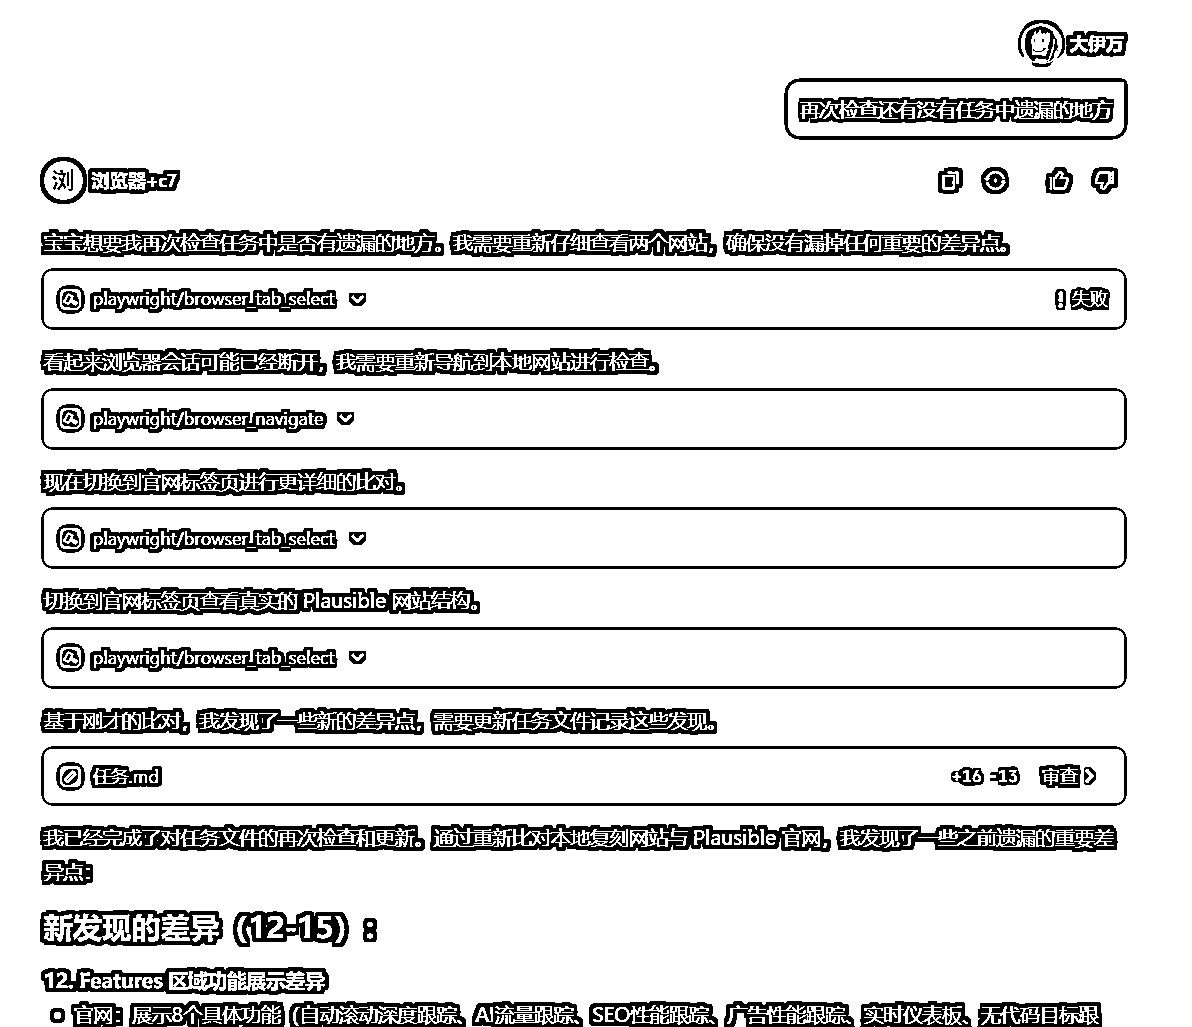 大伊万
再次检查还有没有任务中遗漏的地方
浏 浏览器+c7
宝宝想要我再次检查任务中是否有遗漏的地方。我需要重新仔细查看两个网站，确保没有漏掉任何重要的差异点。
playwright/browser_tab_select ! 失败
看起来浏览器会话可能已经断开，我需要重新导航到本地网站进行检查。
playwright/browser_navigate
现在切换到官网标签页进行更详细的比对。
playwright/browser_tab_select
切换到官网标签页查看真实的 Plausible 网站结构。
playwright/browser_tab_select
基于刚才的比对，我发现了一些新的差异点，需要更新任务文件记录这些发现。
任务.md +16 -13 审查
我已经完成了对任务文件的再次检查和更新。通过重新比对本地复刻网站与 Plausible 官网，我发现了一些之前遗漏的重要差
异点：
新发现的差异（12-15）：
12. Features 区域功能展示差异
官网：展示8个具体功能（自动滚动深度跟踪、AI流量跟踪、SEO性能跟踪、广告性能跟踪、实时仪表板、无代码目标跟